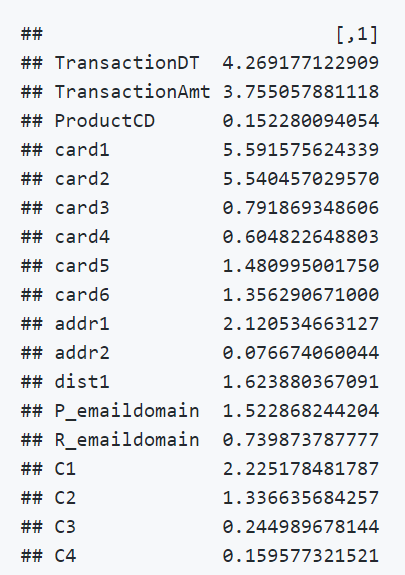 ## [,1]
## TransactionDT 4.269177122909
## TransactionAmt 3.755057881118
## ProductCD 0.152280094054
## card1 5.591575624339
## card2 5.540457029570
## card3 0.791869348606
## card4 0.604822648803
## card5 1.480995001750
## card6 1.356290671000
## addr1 2.120534663127
## addr2 0.076674060044
## dist1 1.623880367091
## P_emaildomain 1.522868244204
## R_emaildomain 0.739873787777
## C1 2.225178481787
## C2 1.336635684257
## C3 0.244989678144
## C4 0.159577321521